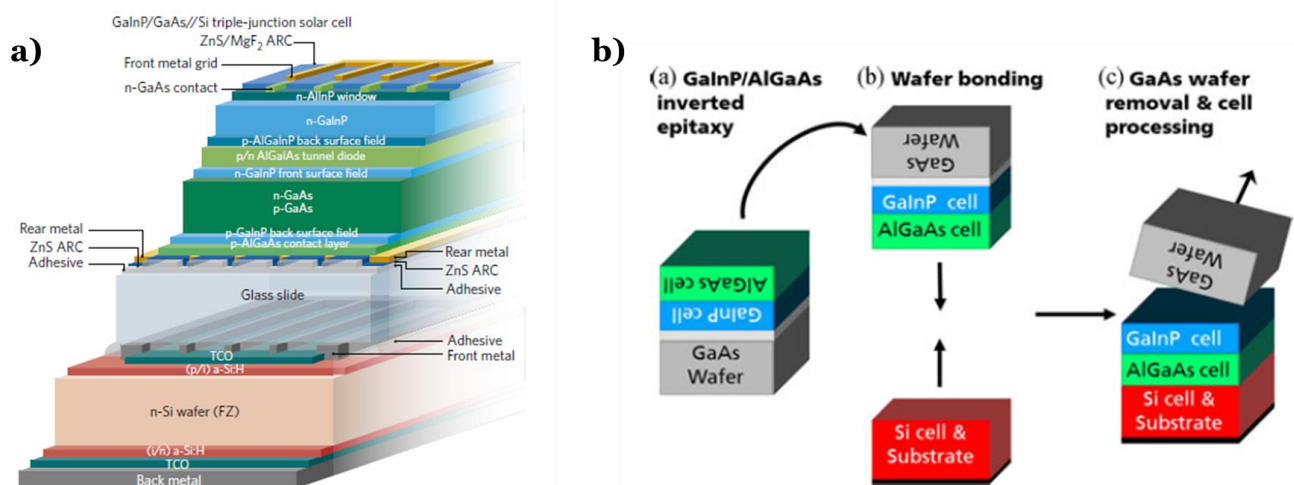 a)
GaInP/GaAs//Si triple-junction solar cell
ZnS/MgF2 ARC
Front metal grid
n-GaAs contact
n-AlInP window
n-GaInP
p-AlGaInP back surface field
p/n AlGaIAs tunnel diode
n-GaInP front surface field
n-GaAs
p-GaAs
p-GaInP back surface field
p-AlGaAs contact layer
Rear metal
ZnS ARC
Adhesive
Rear metal
ZnS ARC
Adhesive
Glass slide
Adhesive
Front metal
TCO
(p/i) a-Si:H
n-Si wafer (FZ)
(i/n) a-Si:H
TCO
Back metal
b)
(a) GaInP/AlGaAs
inverted
epitaxy
AlGaAs cell
GaInP cell
GaAs
Wafer
(b) Wafer bonding
GaAs
Wafer
GaInP cell
AlGaAs cell
Si cell &
Substrate
(c) GaAs wafer
removal & cell
processing
GaAs
Wafer
GaInP cell
AlGaAs cell
Si cell &
Substrate